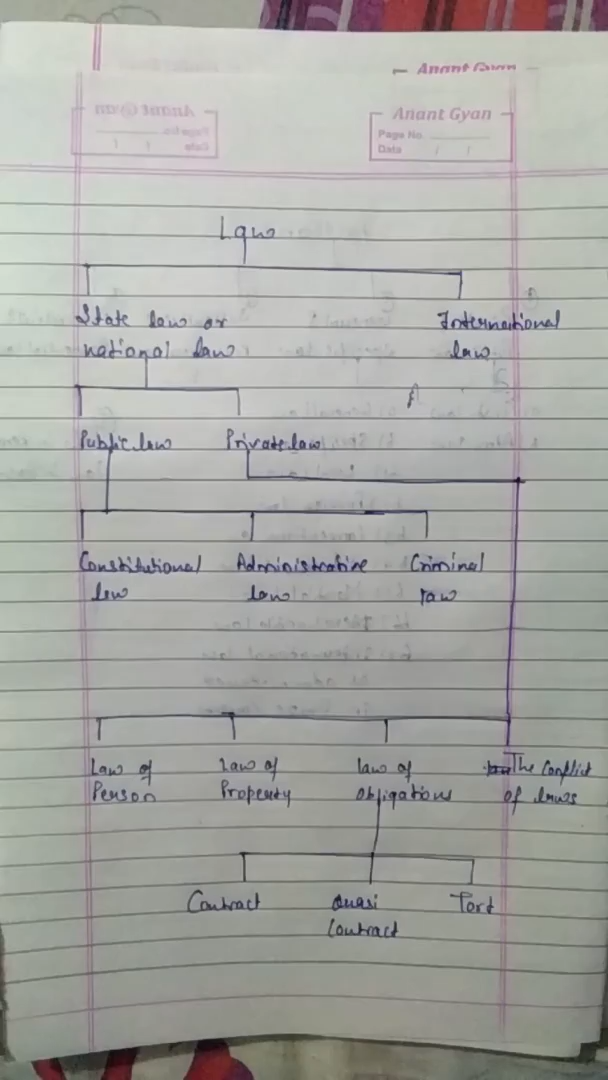 Anant Gyan
Anant Gyan
Page No.
Date / /
Law
State law or
national law
International
law
Public law
Private law
Constitutional
law
Administrative
law
Criminal
law
Law of
Person
Law of
Property
law of
Obligations
The Conflict
of laws
Contract
Quasi
Contract
Tort